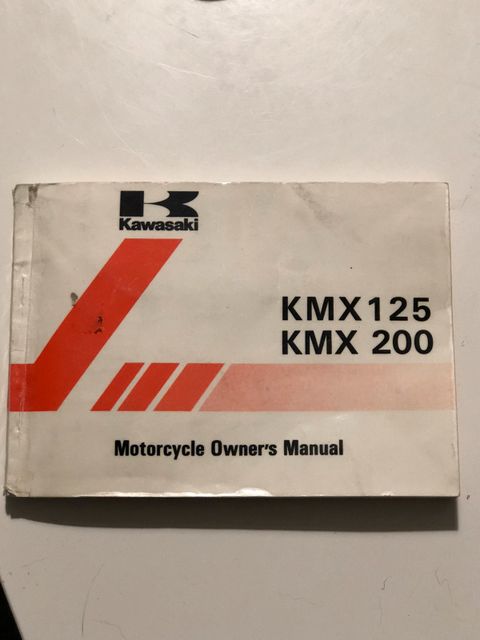 Kawasaki
KMX125
KMX 200
Motorcycle Owner's Manual